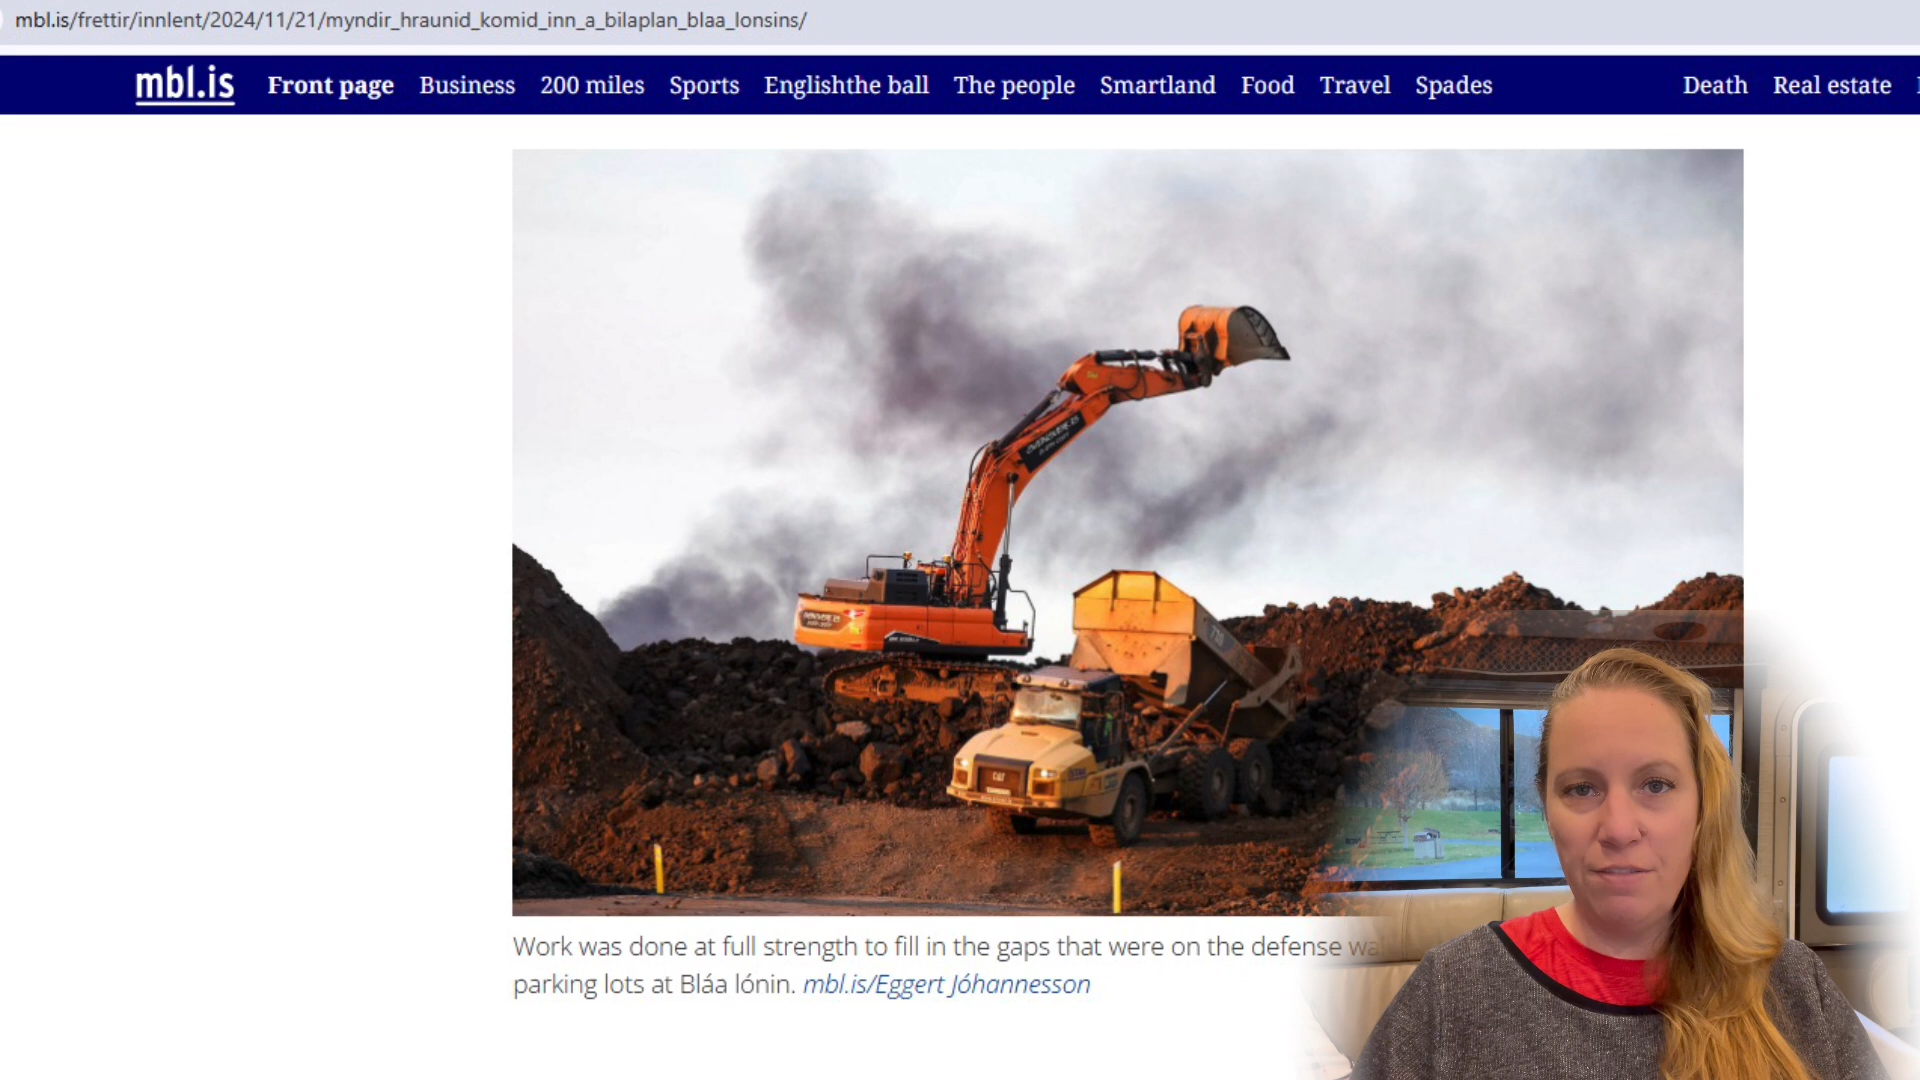 mbl.is/frettir/innlent/2024/11/21/myndir_hraunid_komid_inn_a_bilaplan_blaa_lonsins/
mbl.is Front page Business 200 miles Sports Englishthe ball The people Smartland Food Travel Spades Death Real estate
CAT
Work was done at full strength to fill in the gaps that were on the defense
parking lots at Bláa lónin. mbl.is/Eggert Jóhannesson